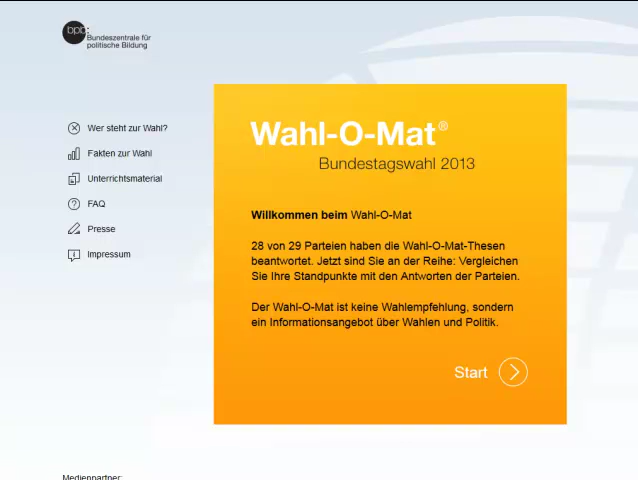 bpb:
Bundeszentrale für
politische Bildung
Wer steht zur Wahl?
Fakten zur Wahl
Unterrichtsmaterial
FAQ
Presse
Impressum
Wahl-O-Mat®
Bundestagswahl 2013
Willkommen beim Wahl-O-Mat
28 von 29 Parteien haben die Wahl-O-Mat-Thesen
beantwortet. Jetzt sind Sie an der Reihe: Vergleichen
Sie Ihre Standpunkte mit den Antworten der Parteien.
Der Wahl-O-Mat ist keine Wahlempfehlung, sondern
ein Informationsangebot über Wahlen und Politik.
Start
Medienpartner: